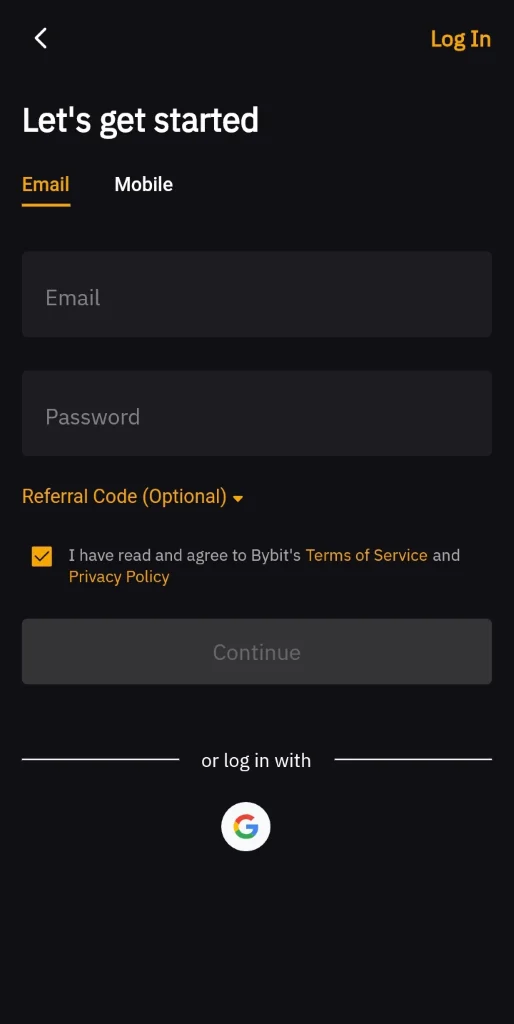 Log In
Let's get started
Email Mobile
Email
Password
Referral Code (Optional)
I have read and agree to Bybit's Terms of Service and
Privacy Policy
Continue
or log in with